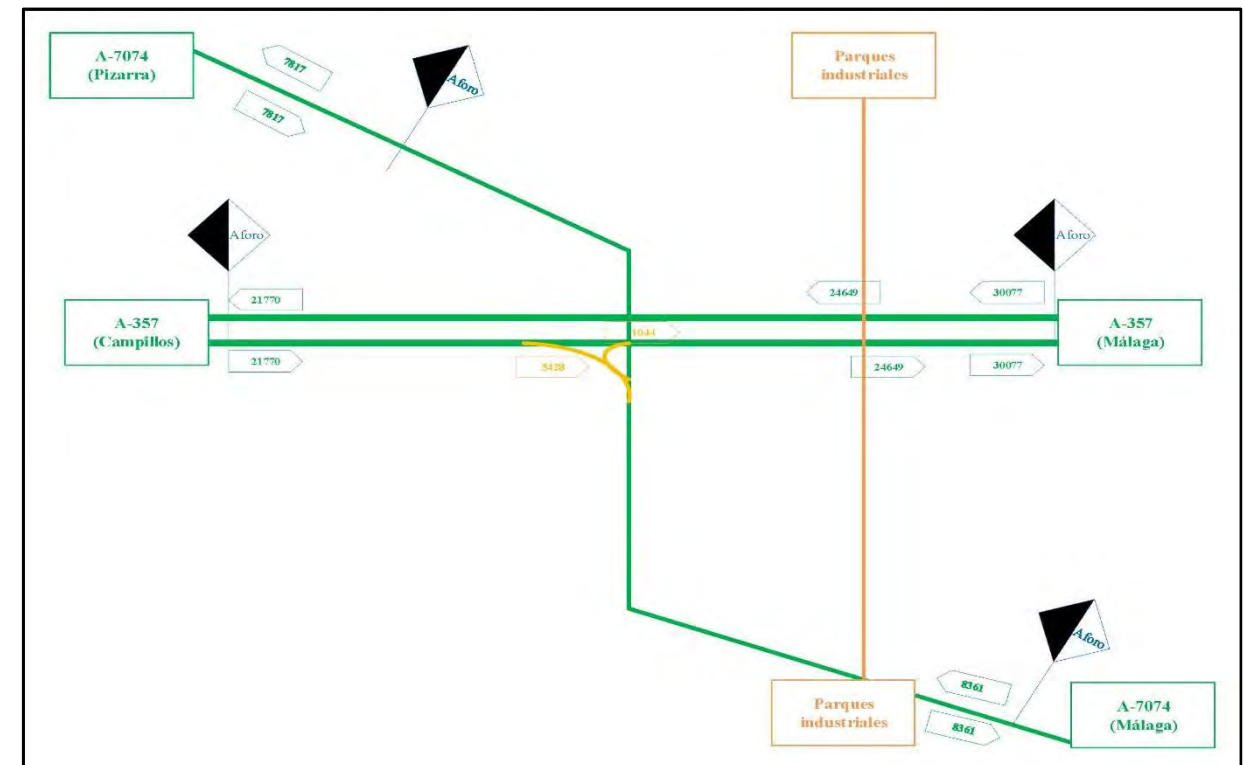 A-7074
(Pizarra)
7817
7817
Aforo
Parques
industriales
Aforo
21770
24649
30077
Aforo
A-357
(Campillos)
1044
A-357
(Málaga)
21770
3428
24649
30077
Aforo
8361
8361
Parques
industriales
A-7074
(Málaga)